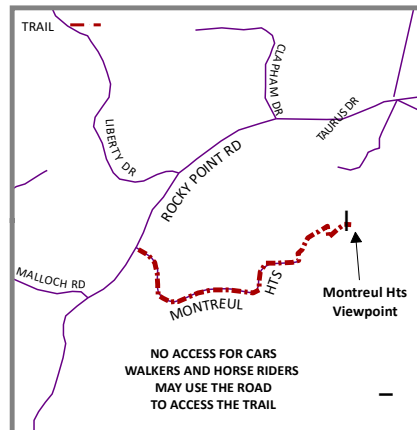 TRAIL
CLAPHAM DR
TAURUS DR
LIBERTY DR
ROCKY POINT RD
MALLOCH RD
MONTREUL HTS
Montreul Hts
Viewpoint
NO ACCESS FOR CARS
WALKERS AND HORSE RIDERS
MAY USE THE ROAD
TO ACCESS THE TRAIL